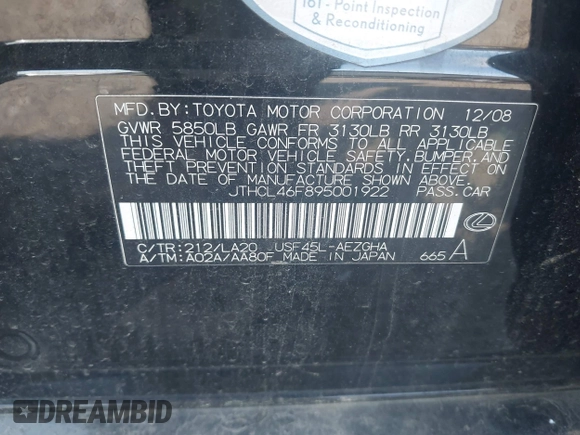 161 - Point Inspection
& Reconditioning
MFD. BY: TOYOTA MOTOR CORPORATION 12/08
GVWR 5850LB GAWR FR 3130LB RR 3130LB
THIS VEHICLE CONFORMS TO ALL APPLICABLE
FEDERAL MOTOR VEHICLE SAFETY, BUMPER, AND
THEFT PREVENTION STANDARDS IN EFFECT ON
THE DATE OF MANUFACTURE SHOWN ABOVE.
JTHCL46F895001922 PASS. CAR
C/TR: 212/LA20 USF45L-AEZGHA
A/TM: A02A/AA80F MADE IN JAPAN 665 A
DREAMBID